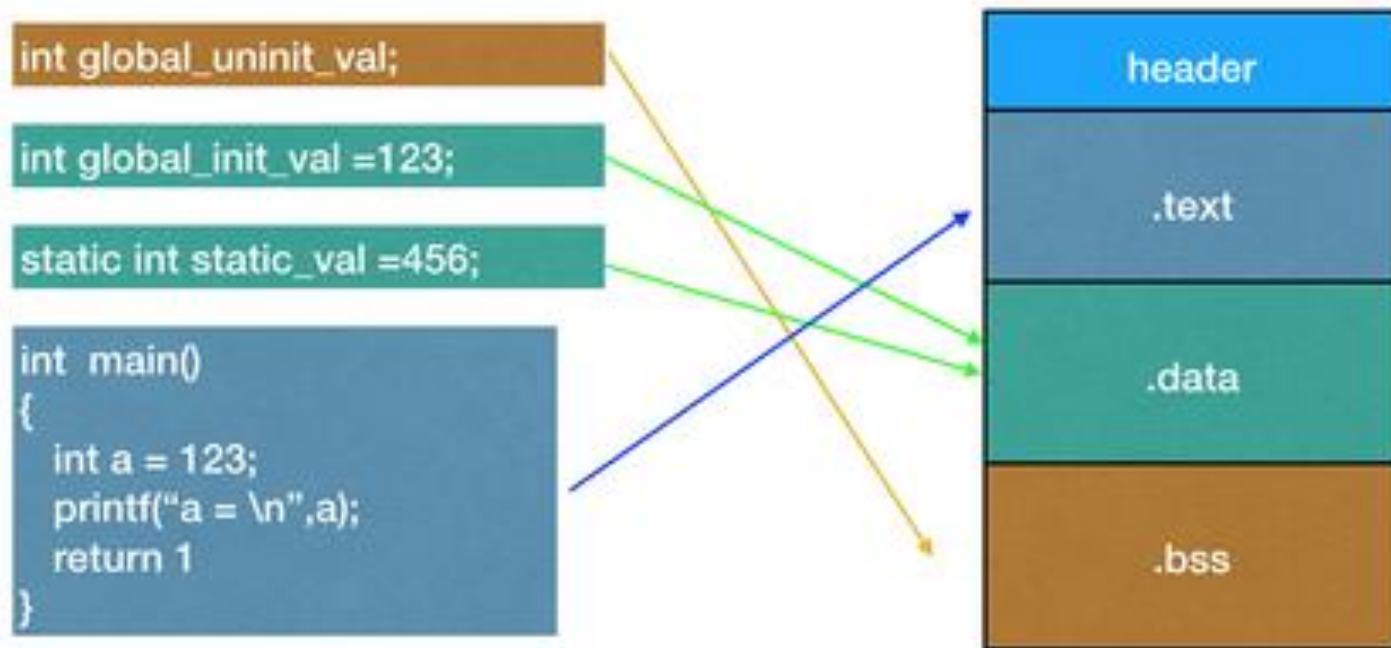 int global_uninit_val;
int global_init_val =123;
static int static_val =456;
int  main()
{
int a = 123;
printf(“a = \n”,a);
return 1
}
header
.text
.data
.bss